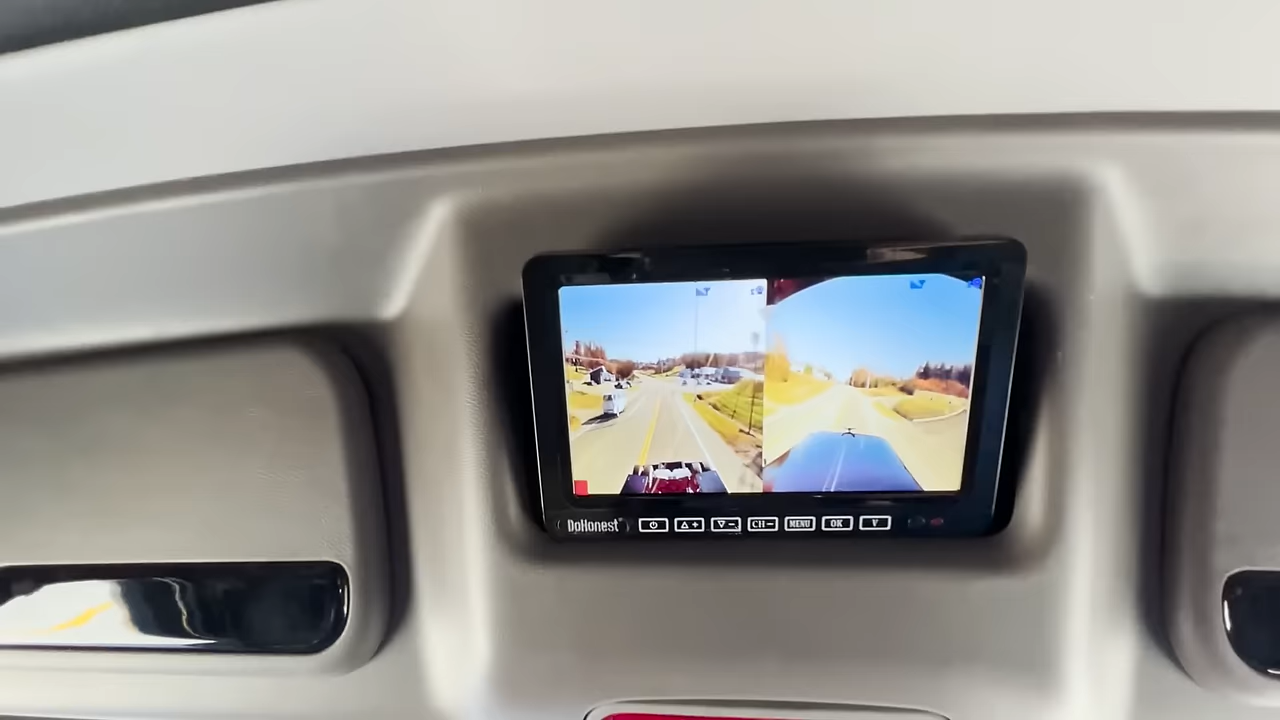 DoHonest
▲ +
▼ -
CH -
MENU
OK
V